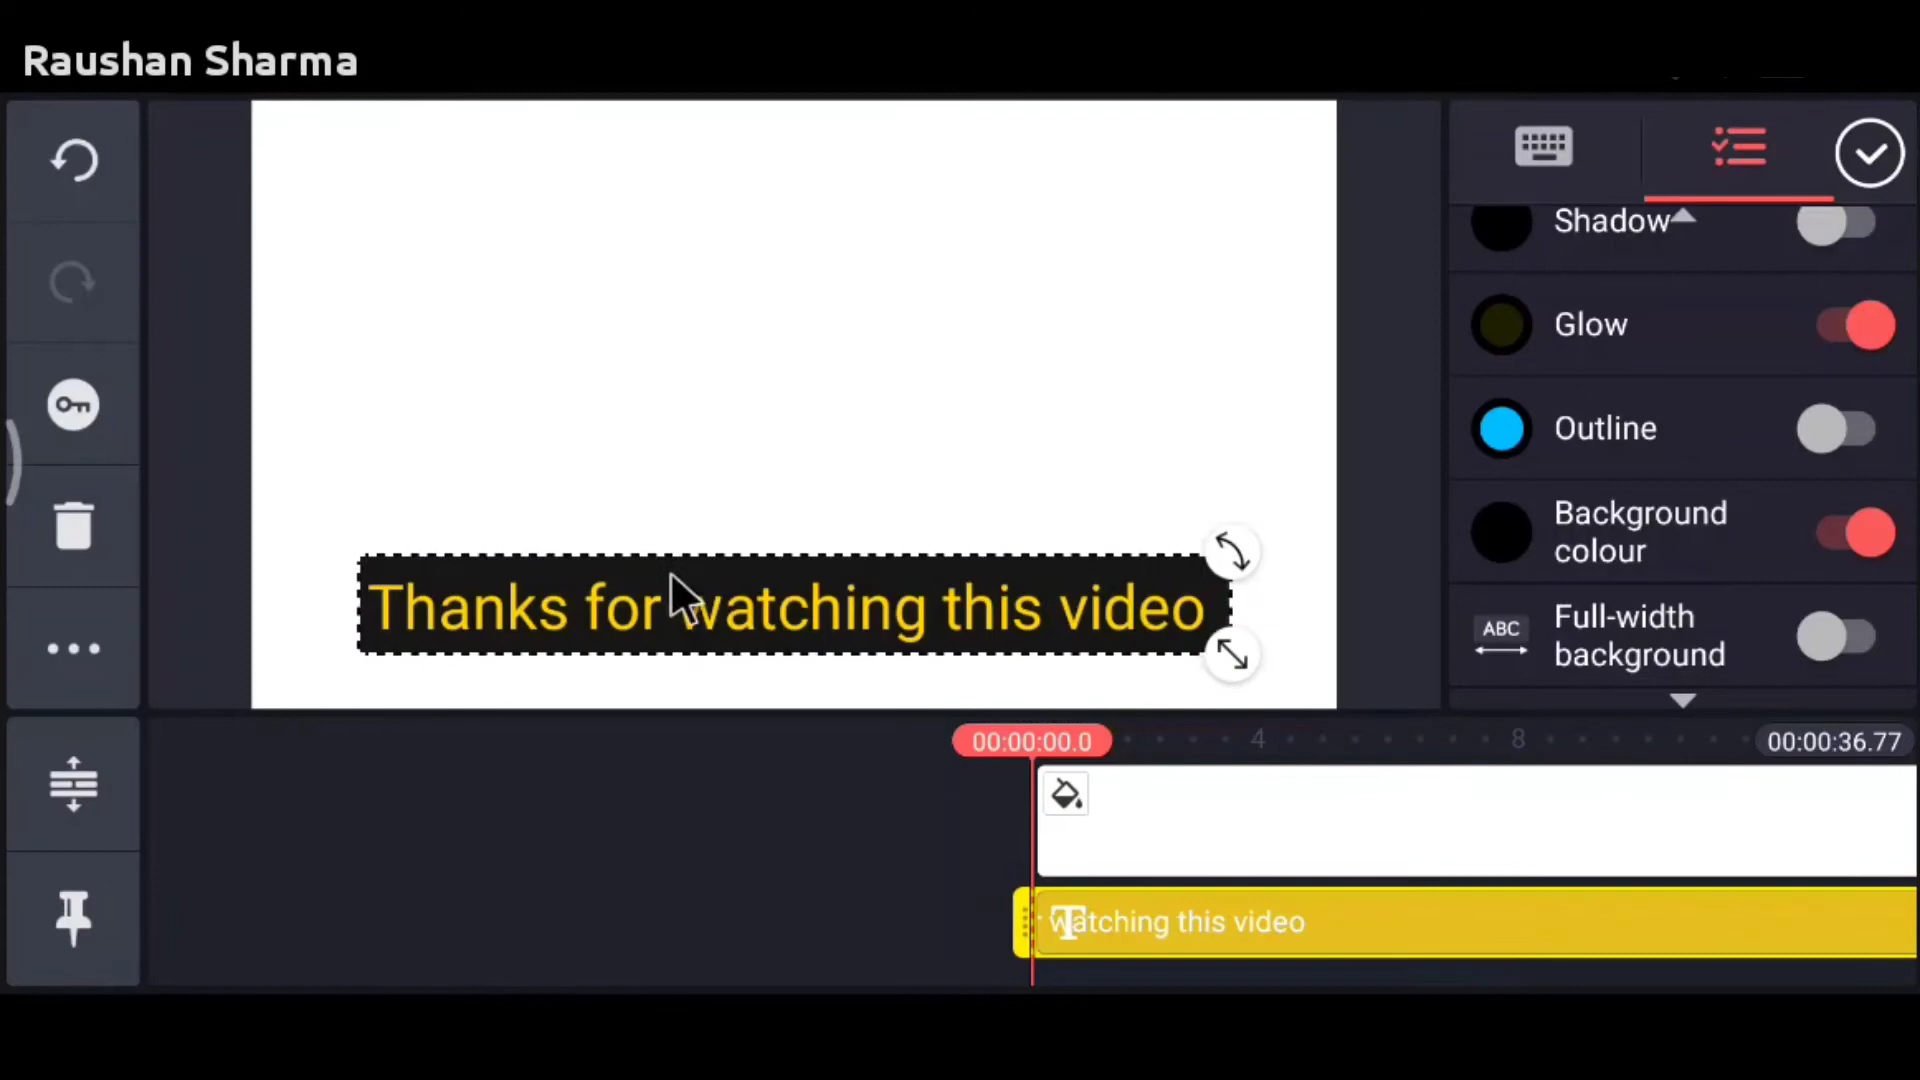 Raushan Sharma
Shadow
Glow
Outline
Background
colour
ABC
Full-width
background
Thanks for watching this video
00:00:00.0
4
8
00:00:36.77
T
watching this video